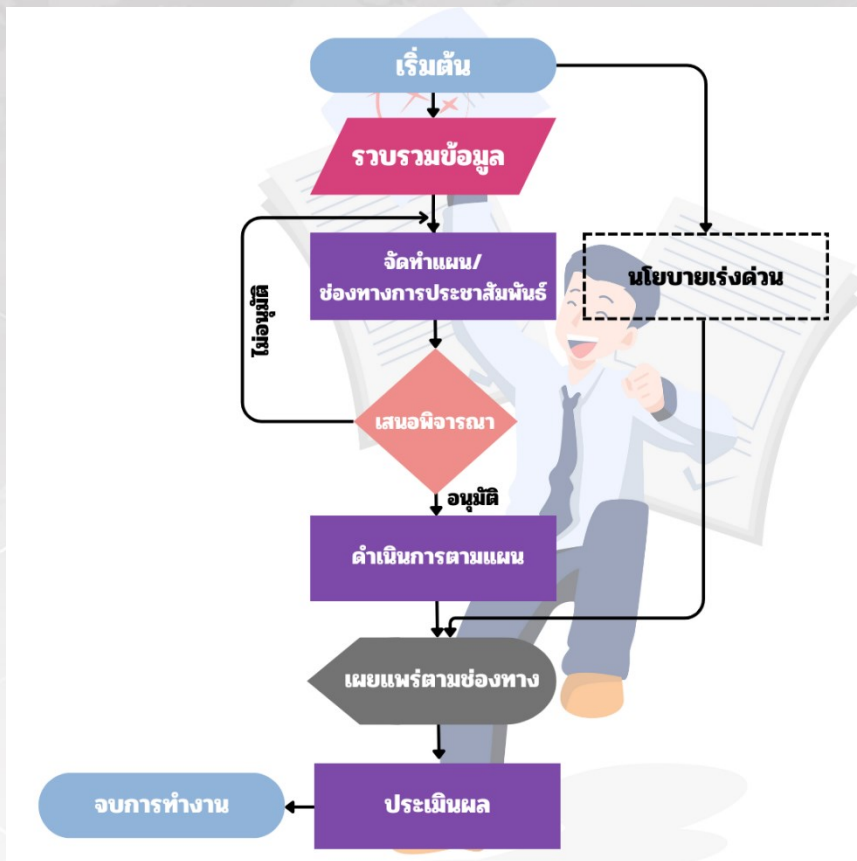 เริ่มต้น
รวบรวมข้อมูล
จัดทำแผน/
ช่องทางการประชาสัมพันธ์
นโยบายเร่งด่วน
ไม่อนุมัติ
เสนอพิจารณา
อนุมัติ
ดำเนินการตามแผน
เผยแพร่ตามช่องทาง
ประเมินผล
จบการทำงาน